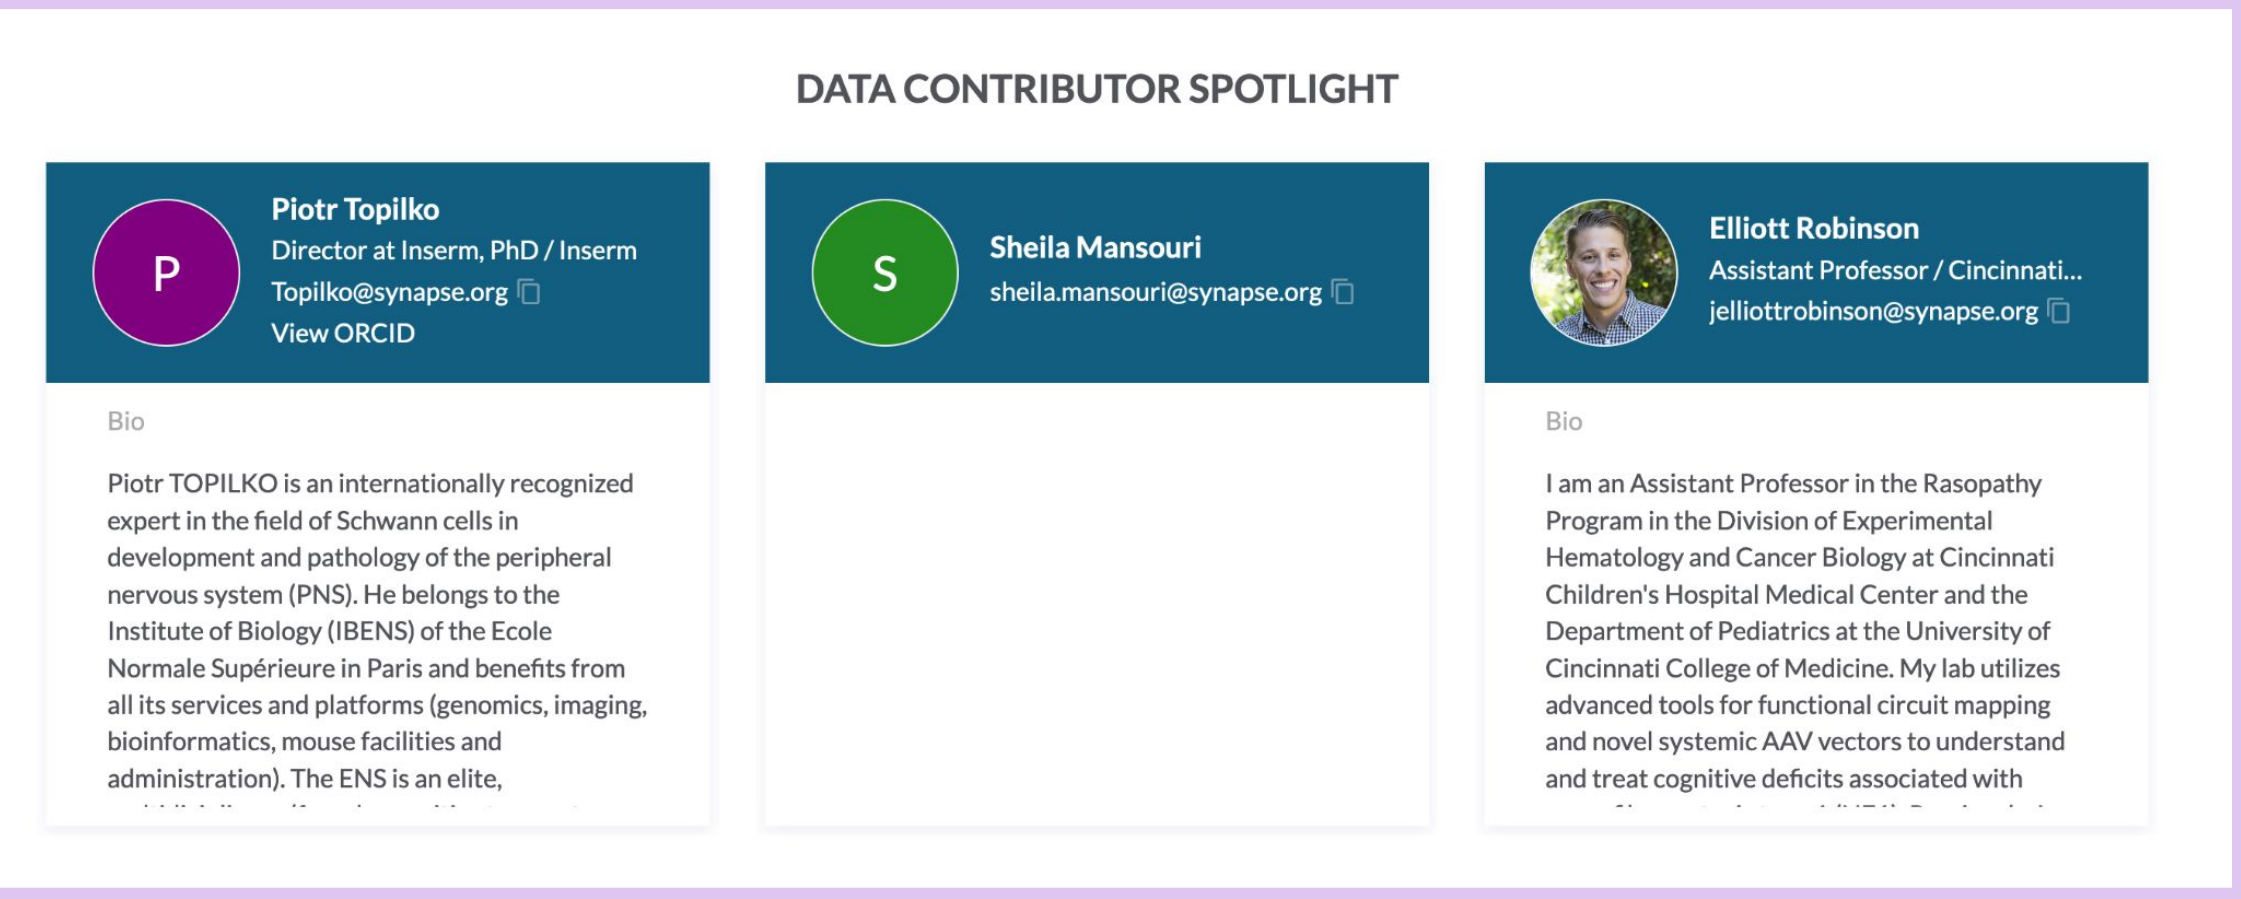 DATA CONTRIBUTOR SPOTLIGHT
P
Piotr Topilko
Director at Inserm, PhD / Inserm
Topilko@synapse.org
View ORCID
Bio
Piotr TOPILKO is an internationally recognized
expert in the field of Schwann cells in
development and pathology of the peripheral
nervous system (PNS). He belongs to the
Institute of Biology (IBENS) of the Ecole
Normale Supérieure in Paris and benefits from
all its services and platforms (genomics, imaging,
bioinformatics, mouse facilities and
administration). The ENS is an elite,
S
Sheila Mansouri
sheila.mansouri@synapse.org
Elliott Robinson
Assistant Professor / Cincinnati...
jelliottrobinson@synapse.org
Bio
I am an Assistant Professor in the Rasopathy
Program in the Division of Experimental
Hematology and Cancer Biology at Cincinnati
Children's Hospital Medical Center and the
Department of Pediatrics at the University of
Cincinnati College of Medicine. My lab utilizes
advanced tools for functional circuit mapping
and novel systemic AAV vectors to understand
and treat cognitive deficits associated with